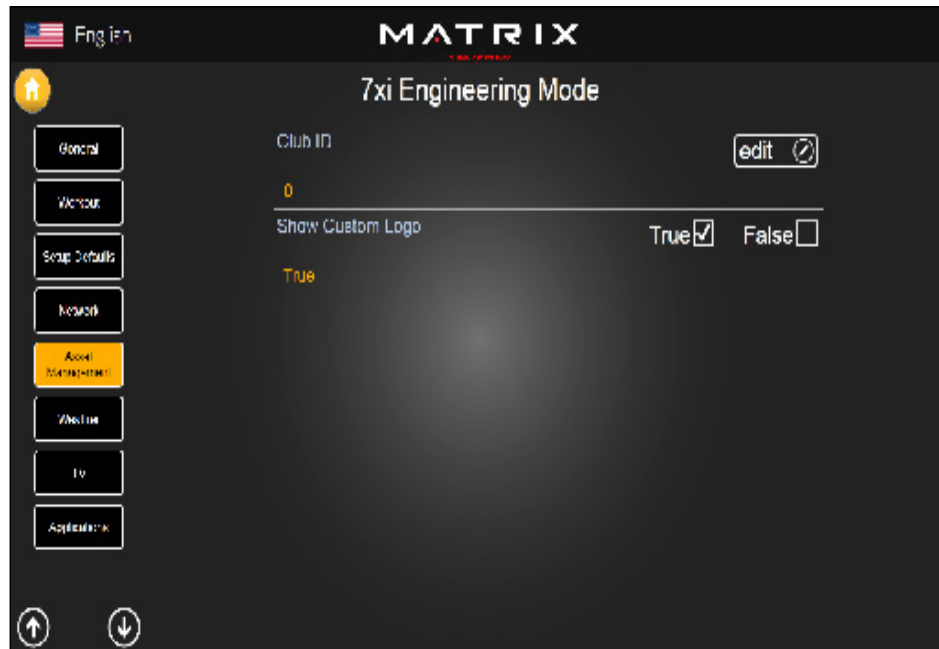 English
MATRIX
7xi Engineering Mode
General
Workout
Setup Defaults
Network
Asset
Management
Weather
TV
Applications
Club ID
edit
0
Show Custom Logo
True False
True